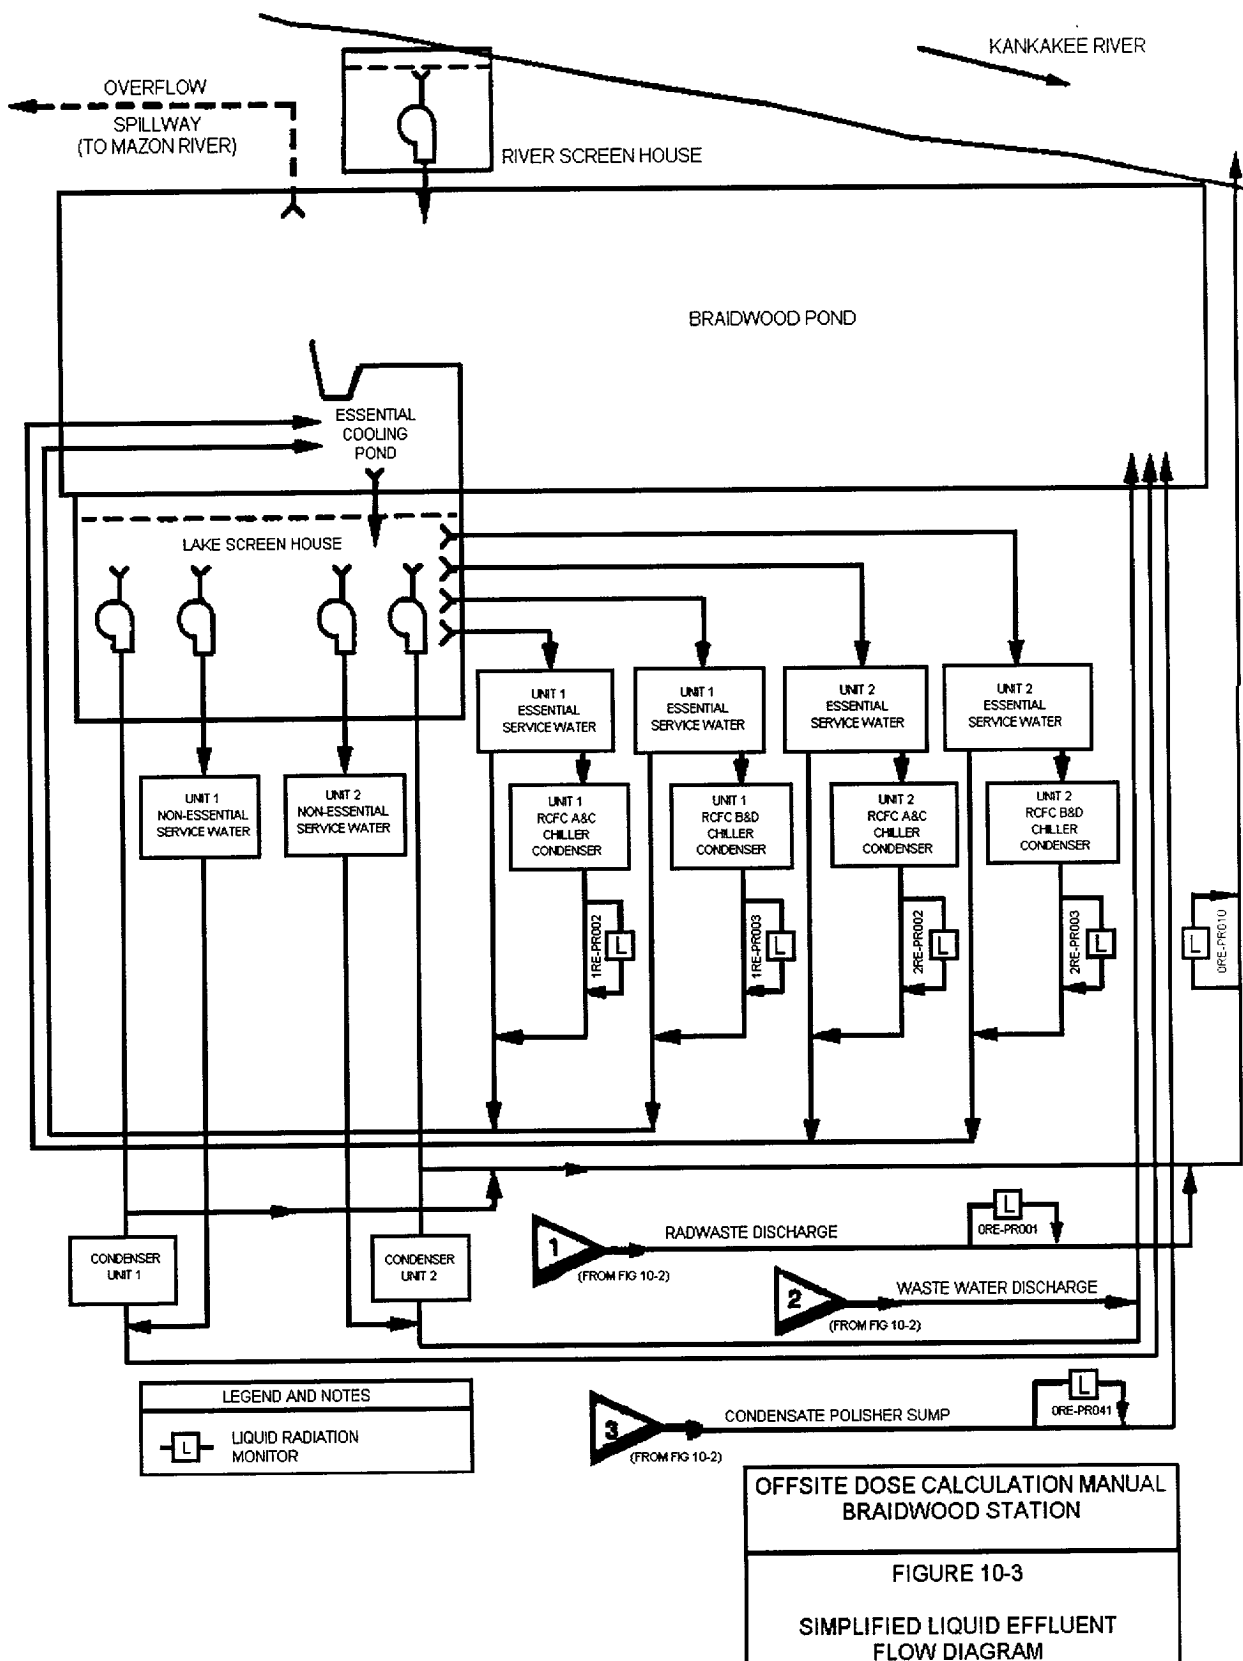 KANKAKEE RIVER
OVERFLOW
SPILLWAY
(TO MAZON RIVER)
RIVER SCREEN HOUSE
BRAIDWOOD POND
ESSENTIAL
COOLING
POND
LAKE SCREEN HOUSE
UNIT 1
ESSENTIAL
SERVICE WATER
UNIT 1
ESSENTIAL
SERVICE WATER
UNIT 2
ESSENTIAL
SERVICE WATER
UNIT 2
ESSENTIAL
SERVICE WATER
UNIT 1
NON-ESSENTIAL
SERVICE WATER
UNIT 2
NON-ESSENTIAL
SERVICE WATER
UNIT 1
RCFC A&C
CHILLER
CONDENSER
UNIT 1
RCFC B&D
CHILLER
CONDENSER
UNIT 2
RCFC A&C
CHILLER
CONDENSER
UNIT 2
RCFC B&D
CHILLER
CONDENSER
1RE-PR002
L
1RE-PR003
L
2RE-PR002
L
2RE-PR003
L
L
0RE-PR010
CONDENSER
UNIT 1
CONDENSER
UNIT 2
1
(FROM FIG 10-2)
RADWASTE DISCHARGE
L
0RE-PR001
2
(FROM FIG 10-2)
WASTE WATER DISCHARGE
3
(FROM FIG 10-2)
CONDENSATE POLISHER SUMP
L
0RE-PR041
LEGEND AND NOTES
L
LIQUID RADIATION
MONITOR
OFFSITE DOSE CALCULATION MANUAL
BRAIDWOOD STATION
FIGURE 10-3
SIMPLIFIED LIQUID EFFLUENT
FLOW DIAGRAM